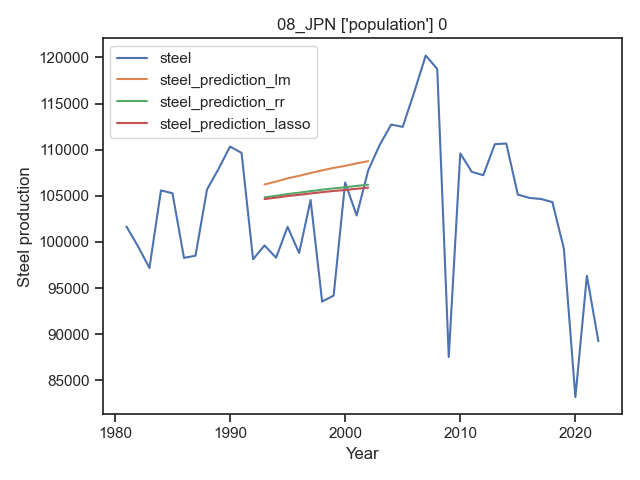 08_JPN ['population'] 0
steel
steel_prediction_lm
steel_prediction_rr
steel_prediction_lasso
Steel production
120000
115000
110000
105000
100000
95000
90000
85000
1980
1990
2000
2010
2020
Year